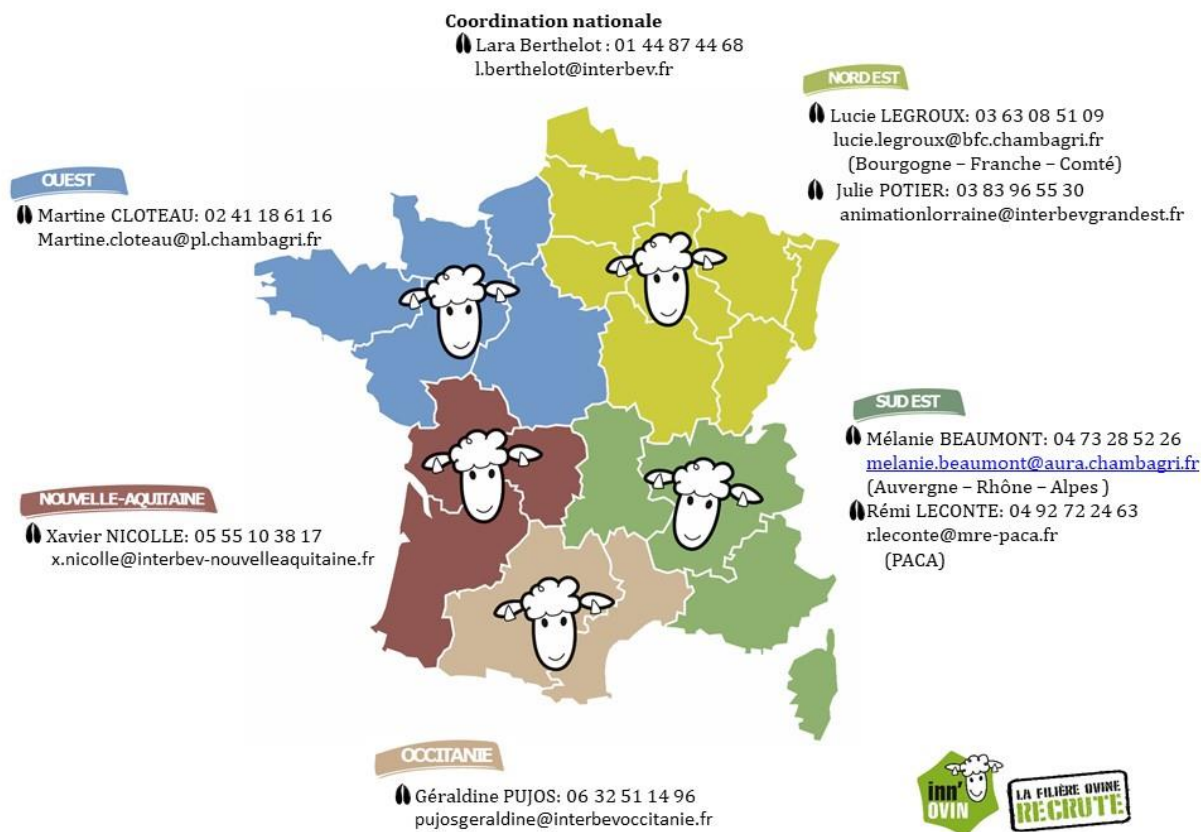 Coordination nationale
Lara Berthelot : 01 44 87 44 68
l.berthelot@interbev.fr
NORD EST
Lucie LEGROUX: 03 63 08 51 09
lucie.legroux@bfc.chambagri.fr
(Bourgogne – Franche – Comté)
Julie POTIER: 03 83 96 55 30
animationlorraine@interbevgrandest.fr
OUEST
Martine CLOTEAU: 02 41 18 61 16
Martine.cloteau@pl.chambagri.fr
SUD EST
Mélanie BEAUMONT: 04 73 28 52 26
melanie.beaumont@aura.chambagri.fr
(Auvergne – Rhône – Alpes )
Rémi LECONTE: 04 92 72 24 63
r.leconte@mre-paca.fr
(PACA)
NOUVELLE-AQUITAINE
Xavier NICOLLE: 05 55 10 38 17
x.nicolle@interbev-nouvelleaquitaine.fr
OCCITANIE
Géraldine PUJOS: 06 32 51 14 96
pujosgeraldine@interbevoccitanie.fr
inn'
OVIN
LA FILIÈRE OVINE
RECRUTE